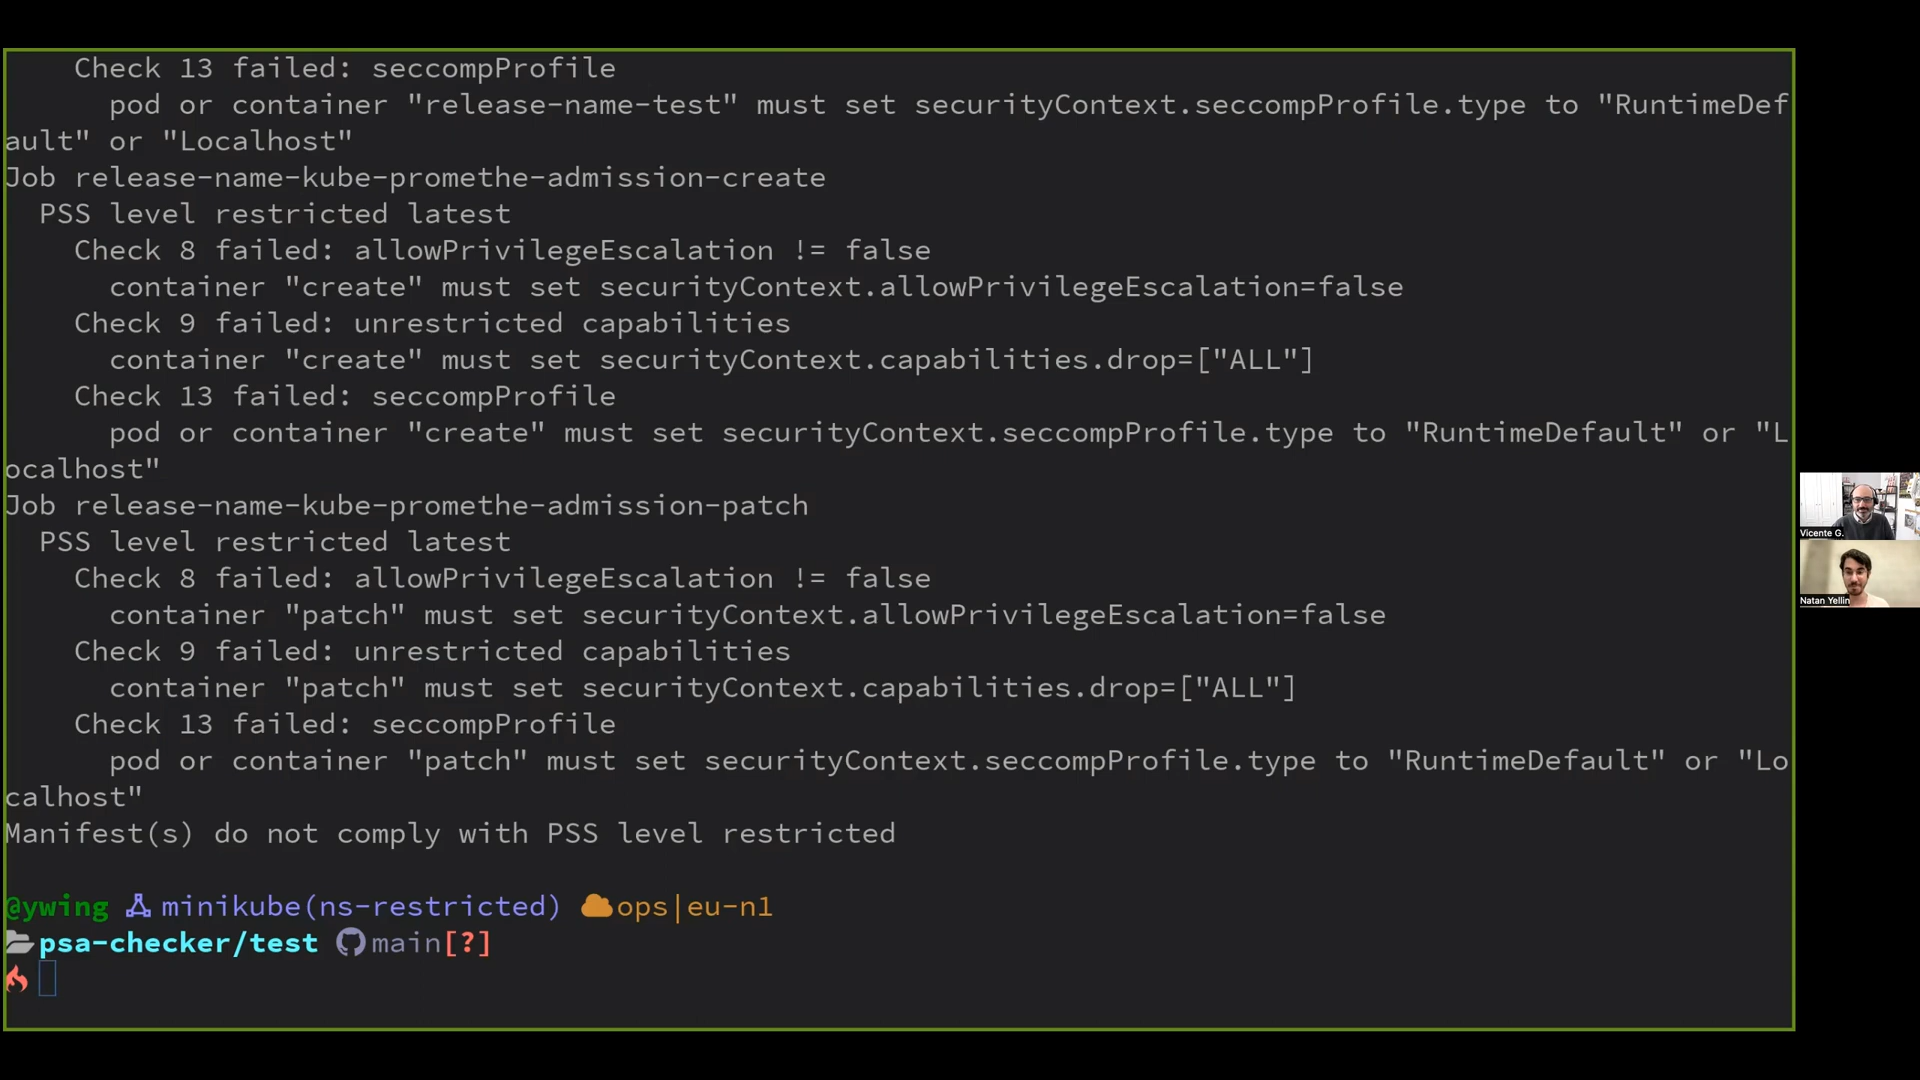 Check 13 failed: seccompProfile
pod or container "release-name-test" must set securityContext.seccompProfile.type to "RuntimeDef
ault" or "Localhost"
Job release-name-kube-promethe-admission-create
PSS level restricted latest
Check 8 failed: allowPrivilegeEscalation != false
container "create" must set securityContext.allowPrivilegeEscalation=false
Check 9 failed: unrestricted capabilities
container "create" must set securityContext.capabilities.drop=["ALL"]
Check 13 failed: seccompProfile
pod or container "create" must set securityContext.seccompProfile.type to "RuntimeDefault" or "L
ocalhost"
Job release-name-kube-promethe-admission-patch
PSS level restricted latest
Check 8 failed: allowPrivilegeEscalation != false
container "patch" must set securityContext.allowPrivilegeEscalation=false
Check 9 failed: unrestricted capabilities
container "patch" must set securityContext.capabilities.drop=["ALL"]
Check 13 failed: seccompProfile
pod or container "patch" must set securityContext.seccompProfile.type to "RuntimeDefault" or "Lo
calhost"
Manifest(s) do not comply with PSS level restricted
@ywing minikube(ns-restricted) ops|eu-n1
psa-checker/test main[?]
Vicente G.
Natan Yellin